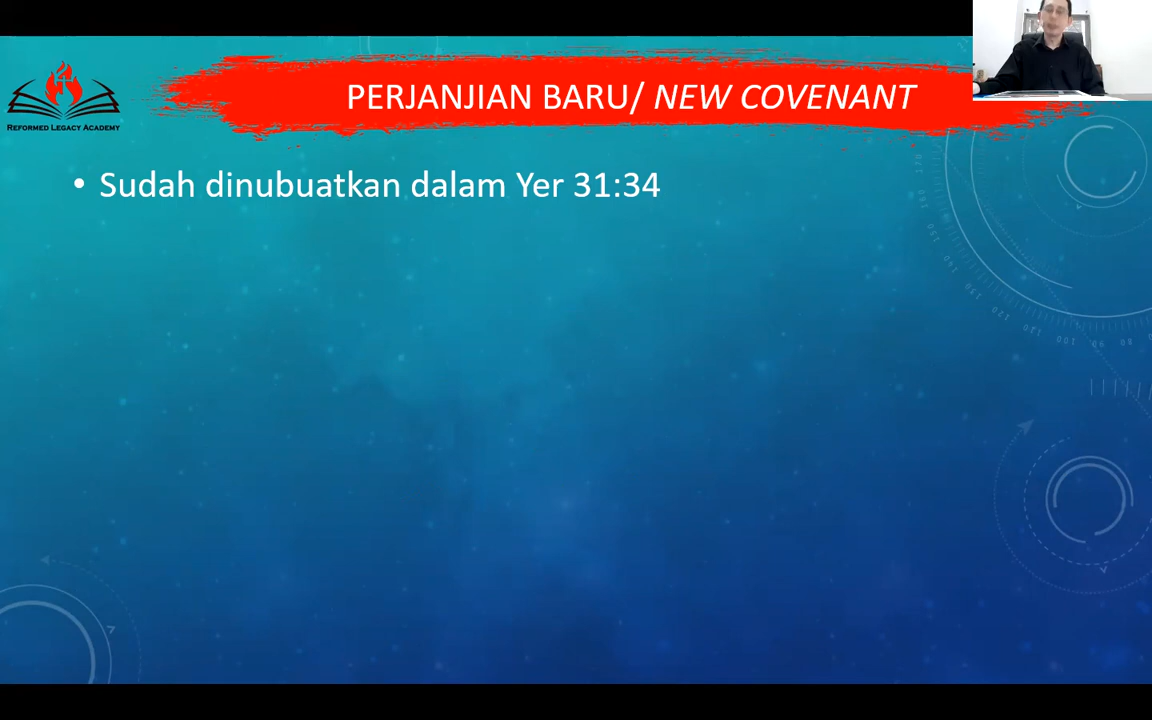 PERJANJIAN BARU/ NEW COVENANT
REFORMED LEGACY ACADEMY
• Sudah dinubuatkan dalam Yer 31:34